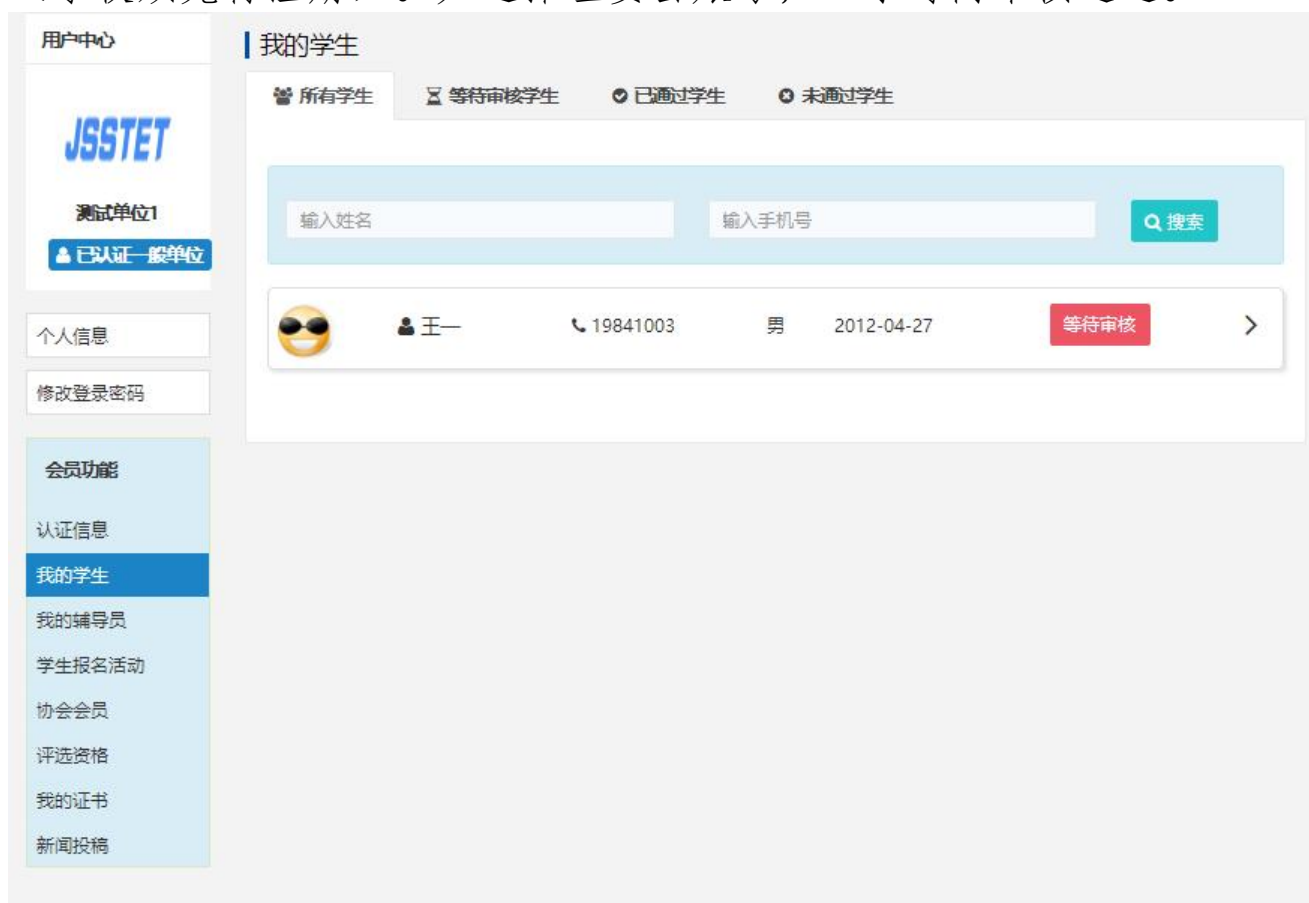 用户中心
我的学生
所有学生 等待审核学生 已通过学生 未通过学生
JSSTET
测试单位1
已认证一般单位
输入姓名 输入手机号 搜索
王一 19841003 男 2012-04-27 等待审核
个人信息
修改登录密码
会员功能
认证信息
我的学生
我的辅导员
学生报名活动
协会会员
评选资格
我的证书
新闻投稿